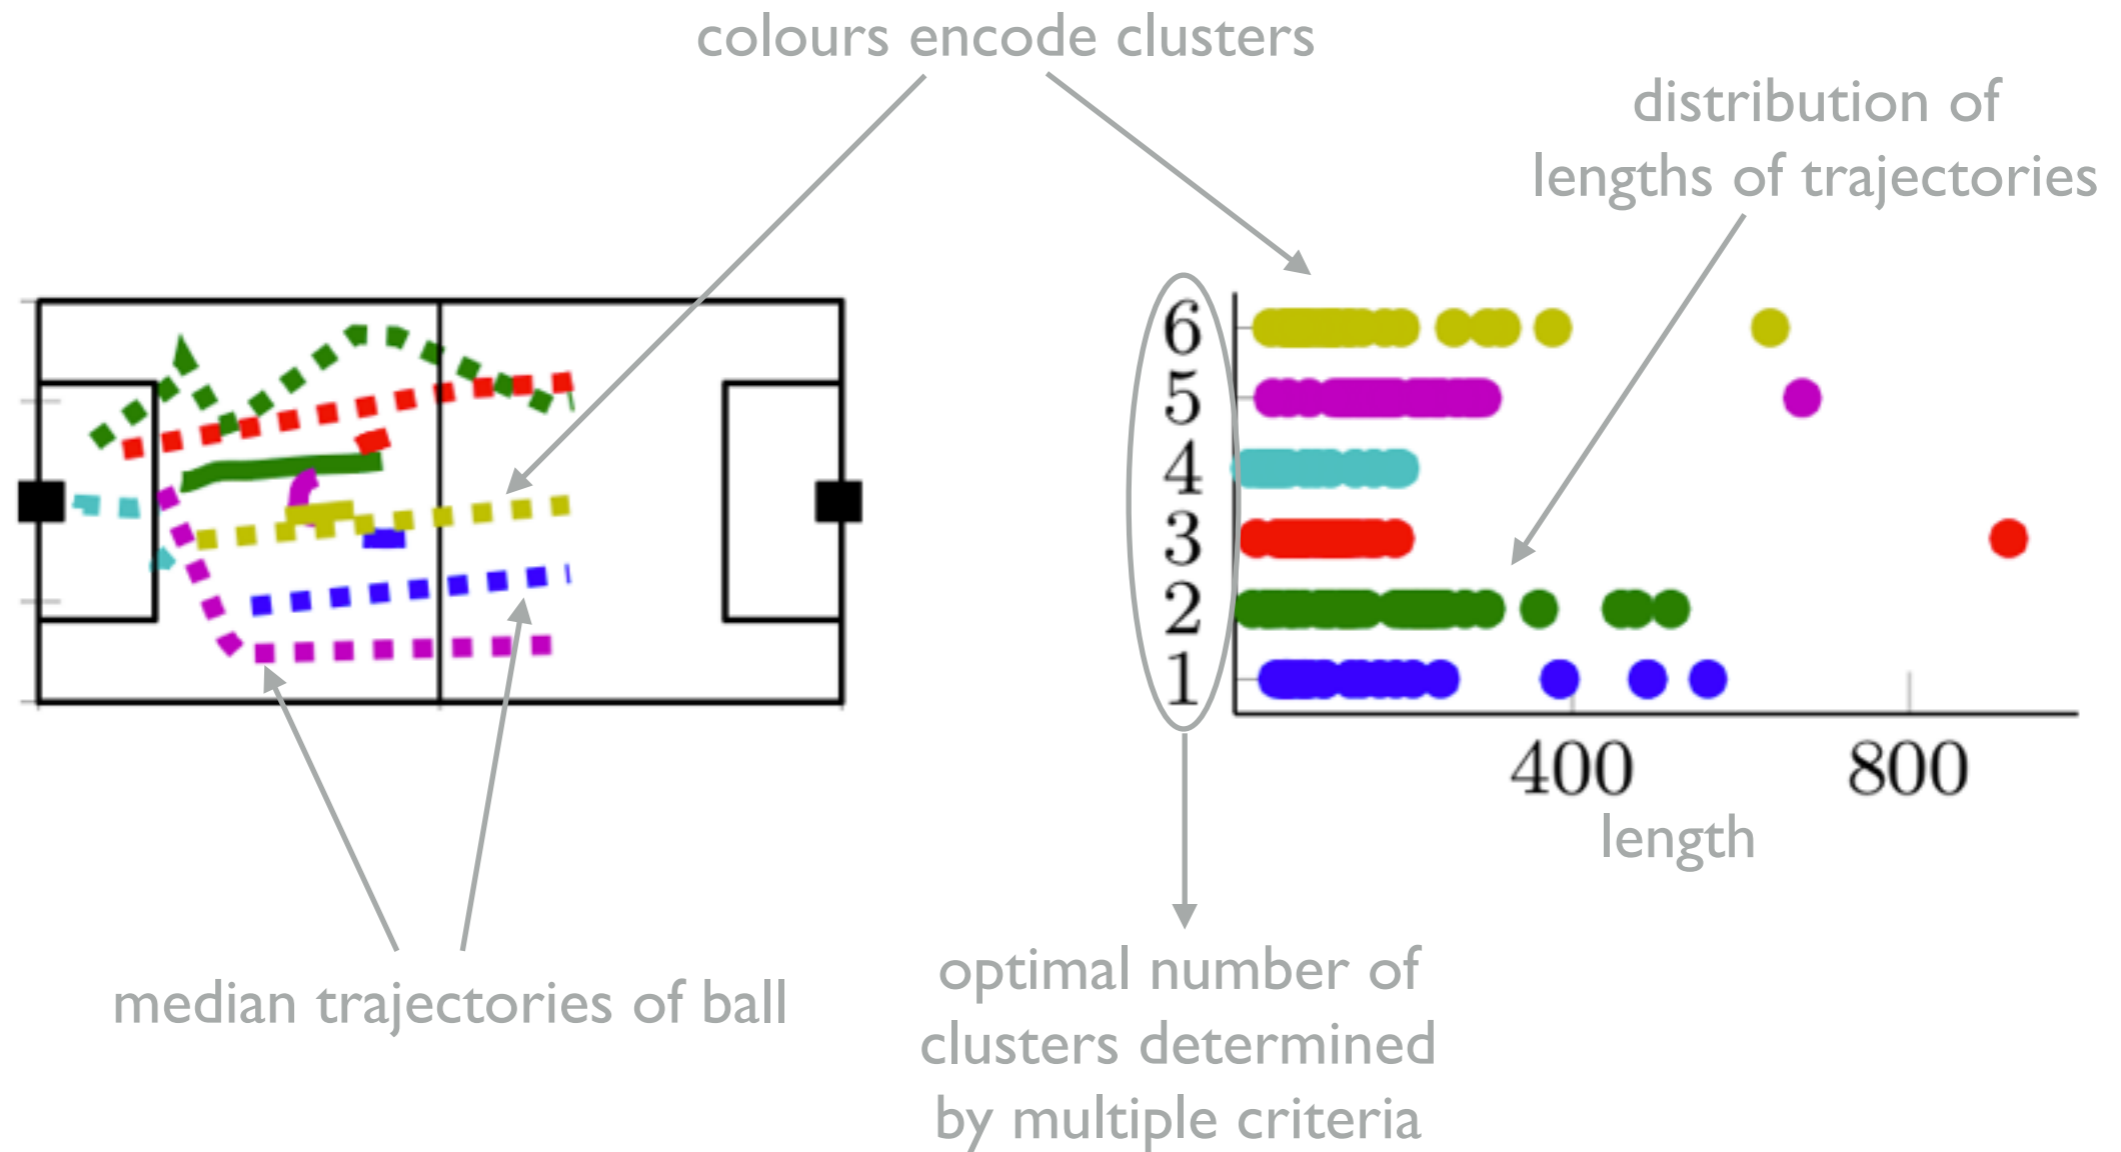 colours encode clusters
distribution of
lengths of trajectories
6
5
4
3
2
1
400 800
length
median trajectories of ball
optimal number of
clusters determined
by multiple criteria